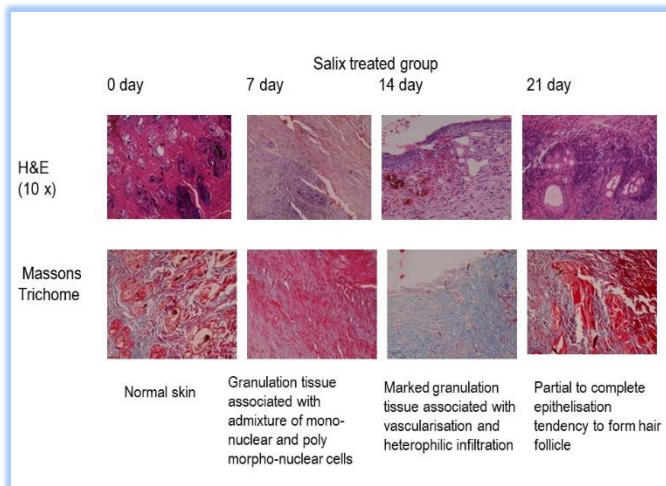 Salix treated group
0 day 7 day 14 day 21 day
H&E
(10 x)
Massons
Trichome
Normal skin
Granulation tissue
associated with
admixture of mono-
nuclear and poly
morpho-nuclear cells
Marked granulation
tissue associated with
vascularisation and
heterophilic infiltration
Partial to complete
epithelisation
tendency to form hair
follicle